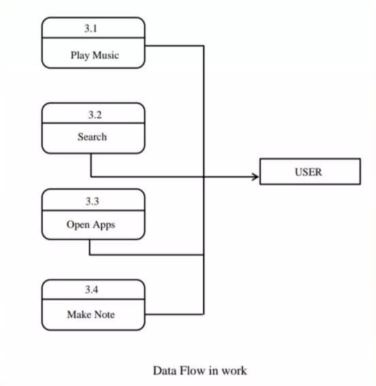 3.1
Play Music
3.2
Search
USER
3.3
Open Apps
3.4
Make Note
Data Flow in work